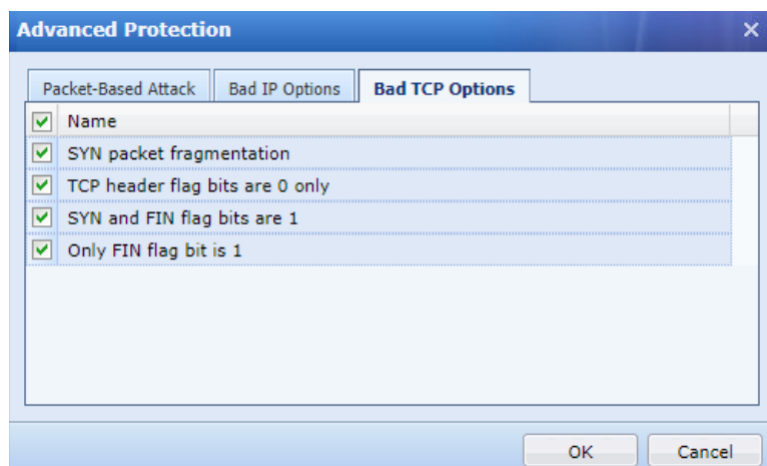 Advanced Protection
Packet-Based Attack Bad IP Options Bad TCP Options
Name
SYN packet fragmentation
TCP header flag bits are 0 only
SYN and FIN flag bits are 1
Only FIN flag bit is 1
OK Cancel